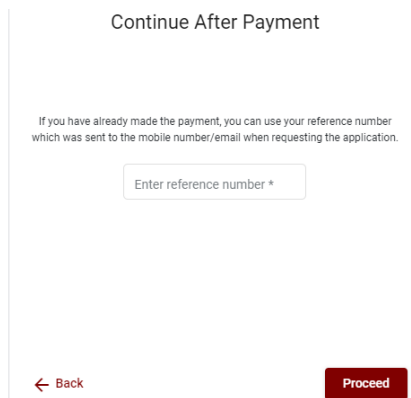 Continue After Payment
If you have already made the payment, you can use your reference number
which was sent to the mobile number/email when requesting the application.
Enter reference number *
Back
Proceed